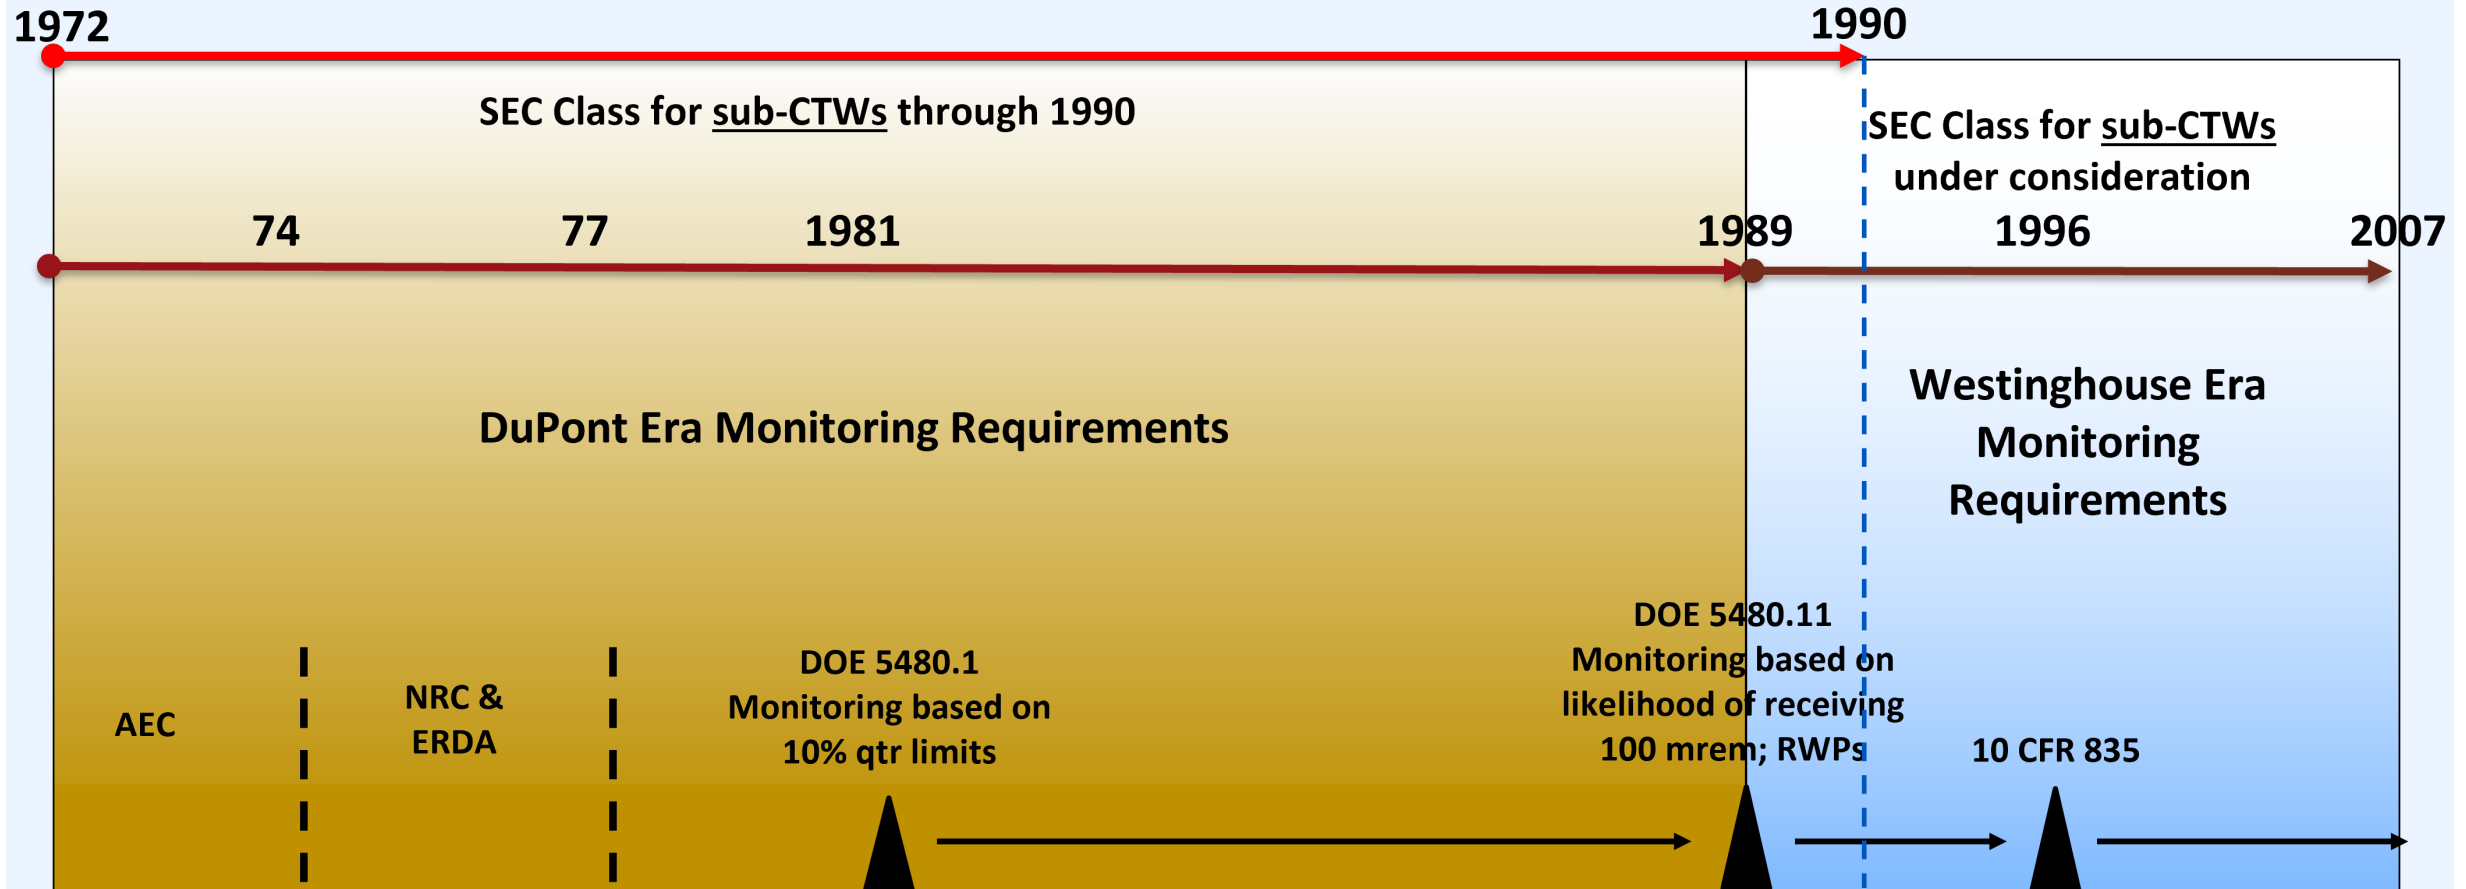 1972
1990
SEC Class for sub-CTWs through 1990
SEC Class for sub-CTWs
under consideration
74
77
1981
1989
1996
2007
DuPont Era Monitoring Requirements
Westinghouse Era
Monitoring
Requirements
AEC
NRC &
ERDA
DOE 5480.1
Monitoring based on
10% qtr limits
DOE 5480.11
Monitoring based on
likelihood of receiving
100 mrem; RWPs
10 CFR 835